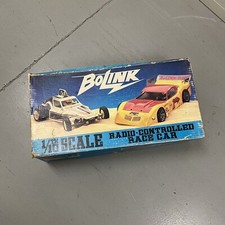 BOLINK
1/10 SCALE
RADIO-CONTROLLED
RACE CAR